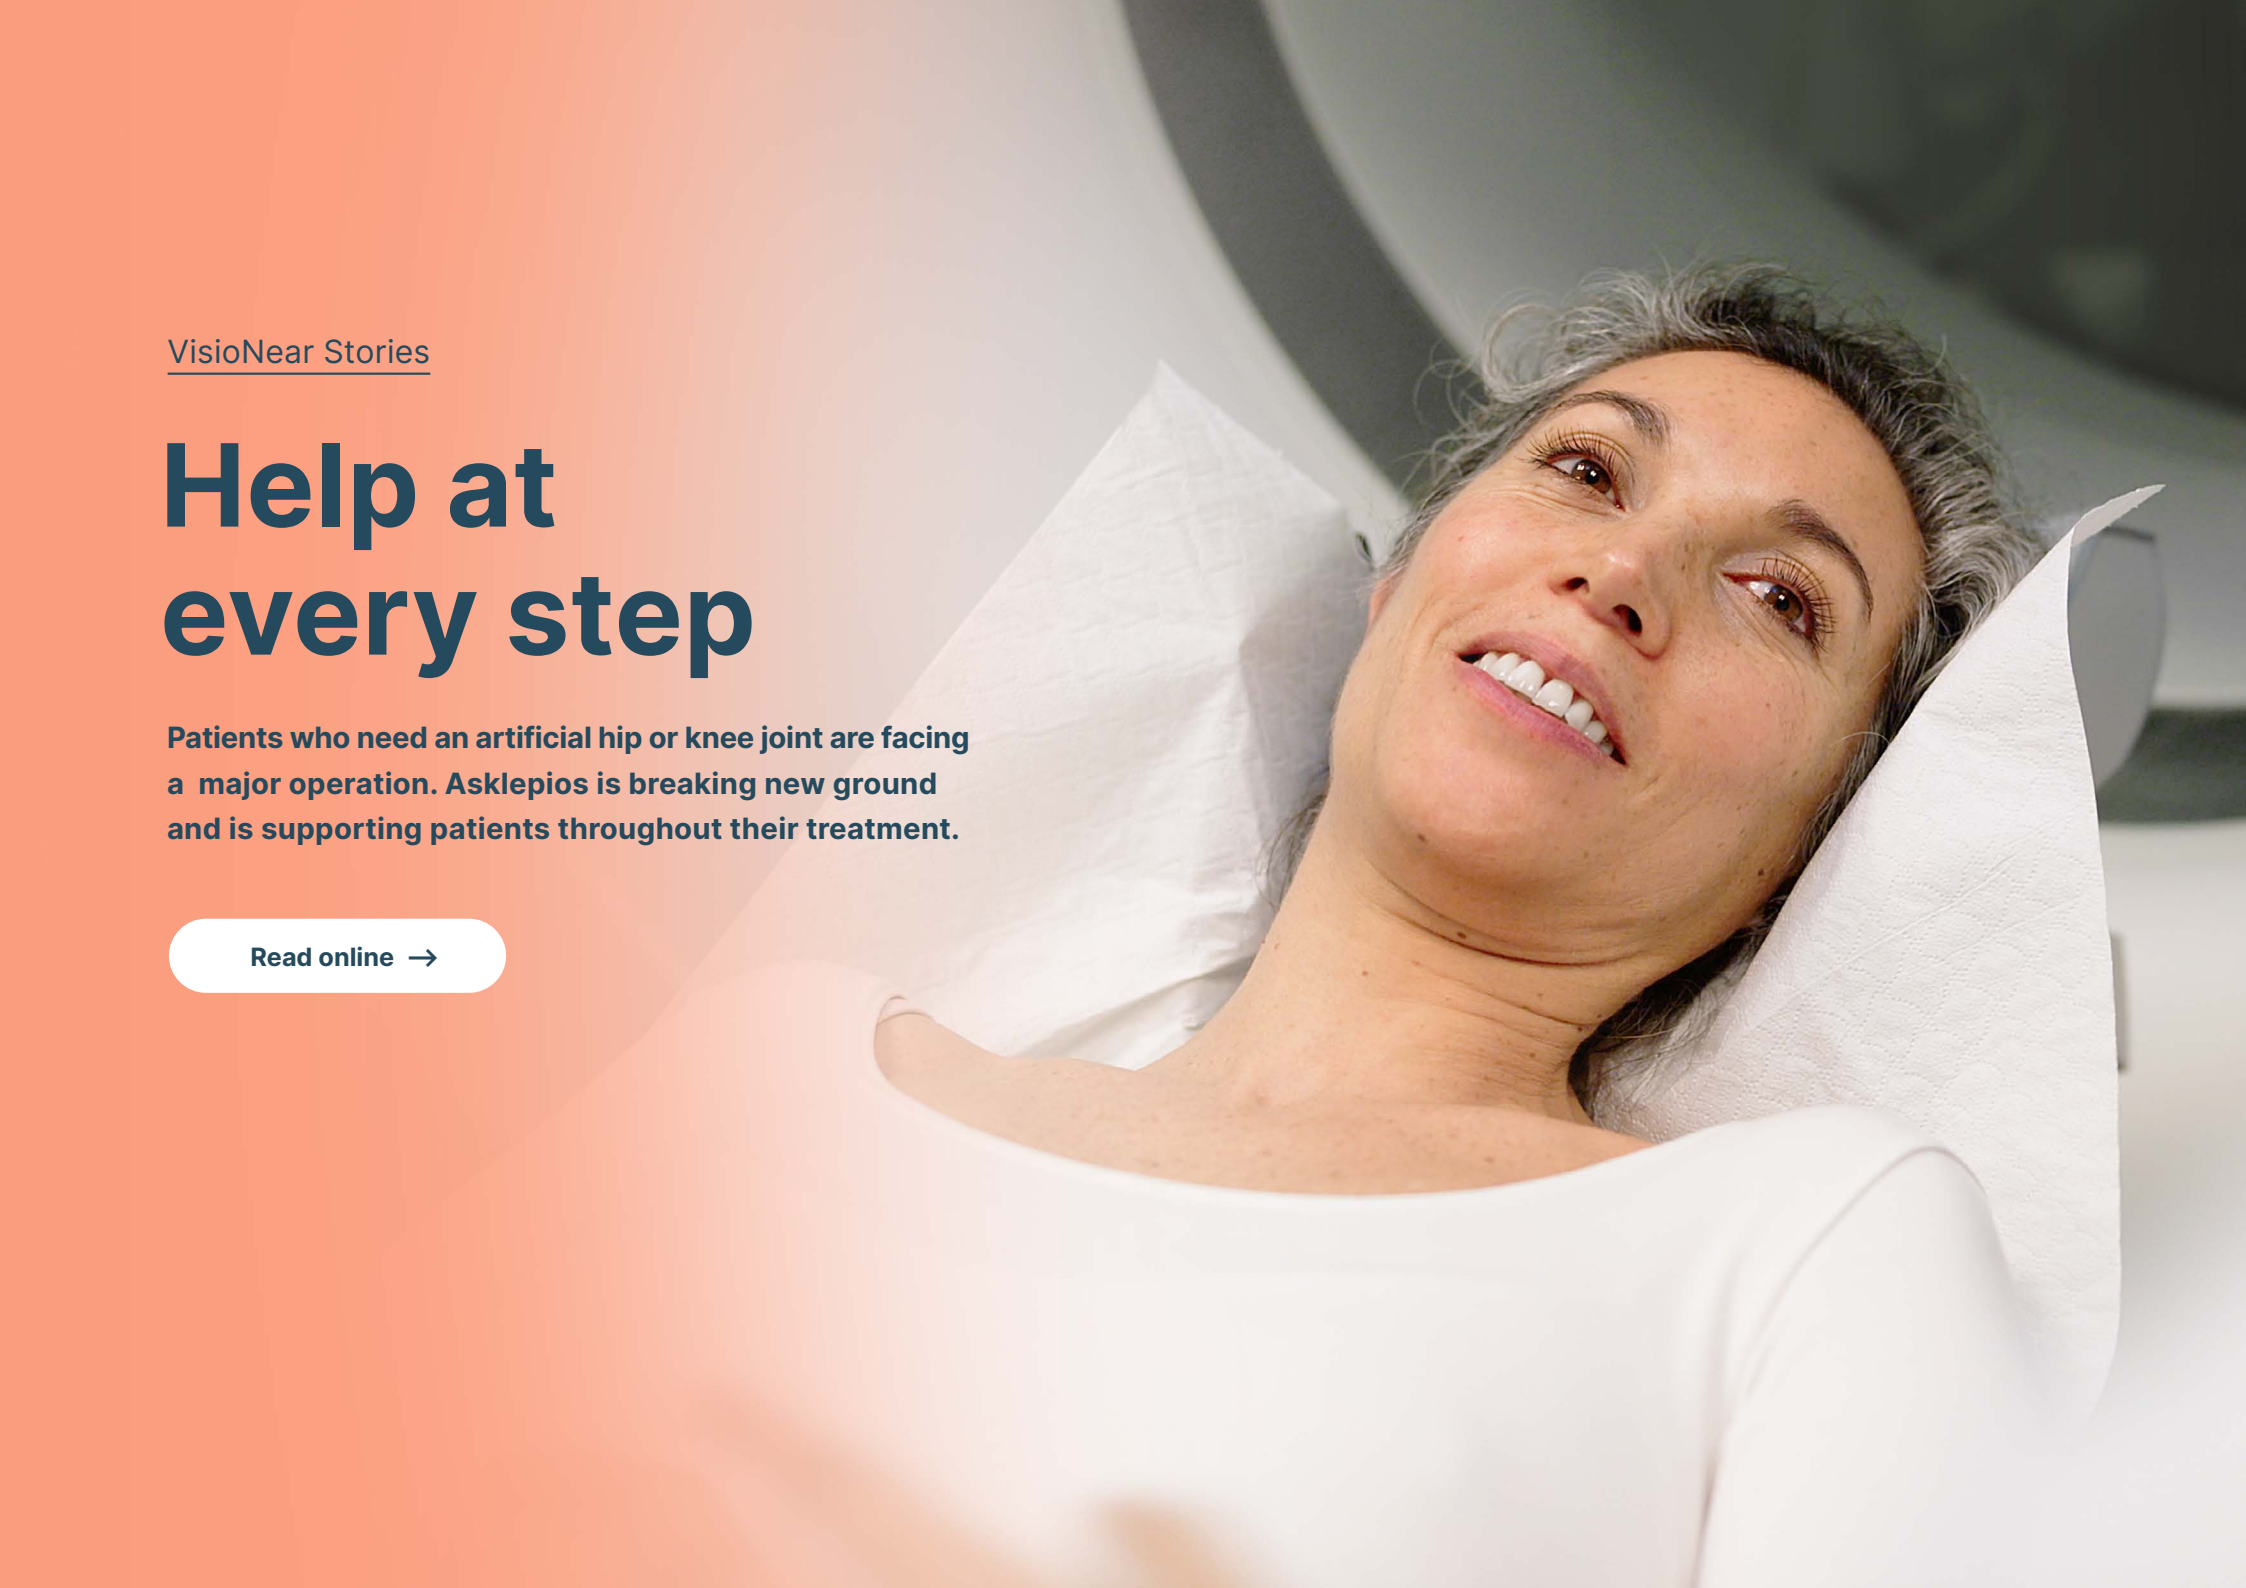 VisioNear Stories
Help at
every step
Patients who need an artificial hip or knee joint are facing
a  major operation. Asklepios is breaking new ground
and is supporting patients throughout their treatment.
Read online →